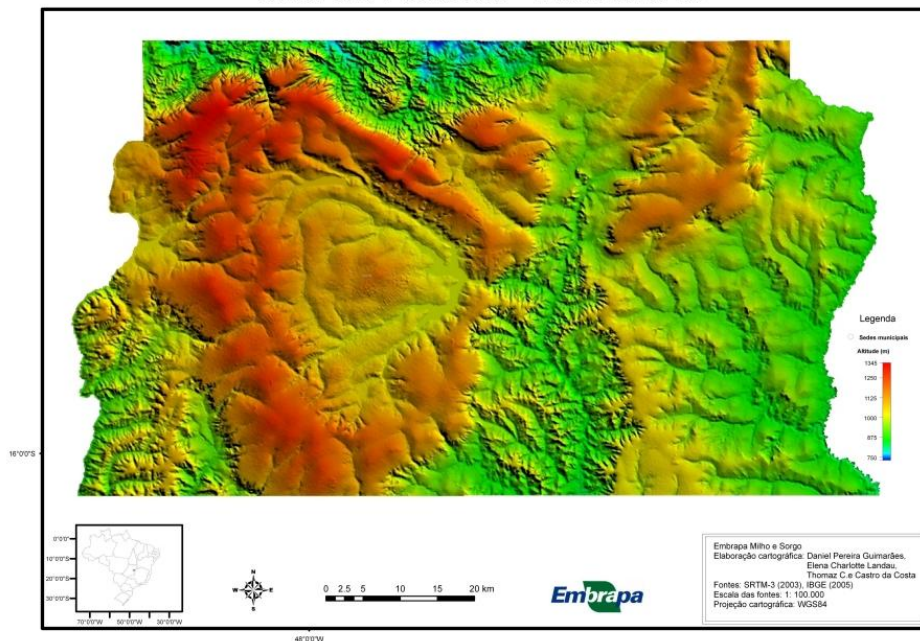 Legenda
Sedes municipais
Altitude (m)
1345
1250
1125
1000
875
750
16°0'0"S
0°0'0"
10°0'0"S
20°0'0"S
30°0'0"S
70°0'0"W 50°0'0"W 30°0'0"W
N
W E
S
0 2.5 5 10 15 20 km
Embrapa
Embrapa Milho e Sorgo
Elaboração cartográfica: Daniel Pereira Guimarães,
Elena Charlotte Landau,
Thomaz C.e Castro da Costa
Fontes: SRTM-3 (2003), IBGE (2005)
Escala das fontes: 1: 100.000
Projeção cartográfica: WGS84
48°0'0"W